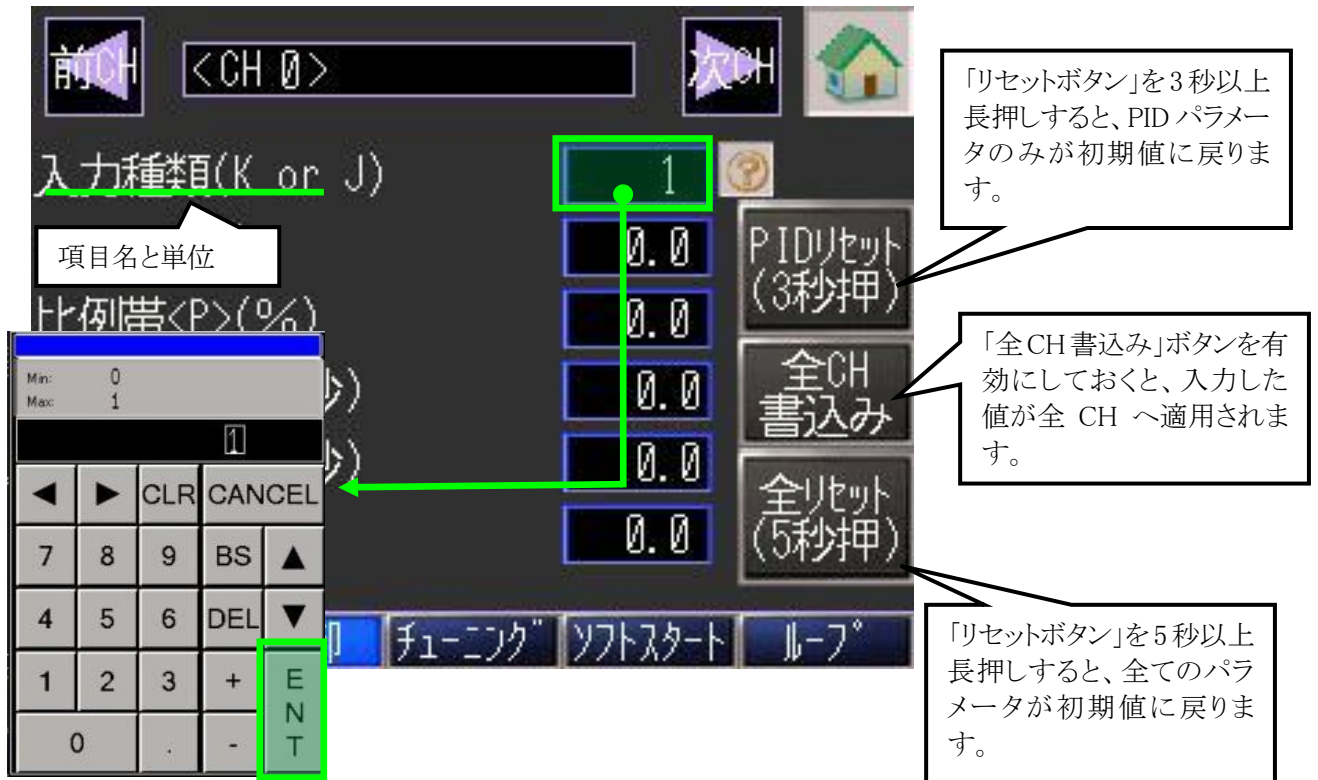 前CH
<CH 0>
次CH
入力種類(K or J)
1
?
項目名と単位
0.0
PIDリセット
(3秒押)
比例帯<P>(%)
0.0
)
0.0
全CH
書込み
)
0.0
全リセット
(5秒押)
0.0
チューニング
ソフトスタート
ループ
Min: 0
Max: 1
1
◀ ▶ CLR CANCEL
7 8 9 BS ▲
4 5 6 DEL ▼
1 2 3 + ENT
0 . -
「リセットボタン」を3秒以上
長押しすると、PID パラメー
タのみが初期値に戻りま
す。
「全CH書込み」ボタンを有
効にしておくと、入力した
値が全 CH へ適用されま
す。
「リセットボタン」を5秒以上
長押しすると、全てのパラ
メータが初期値に戻りま
す。